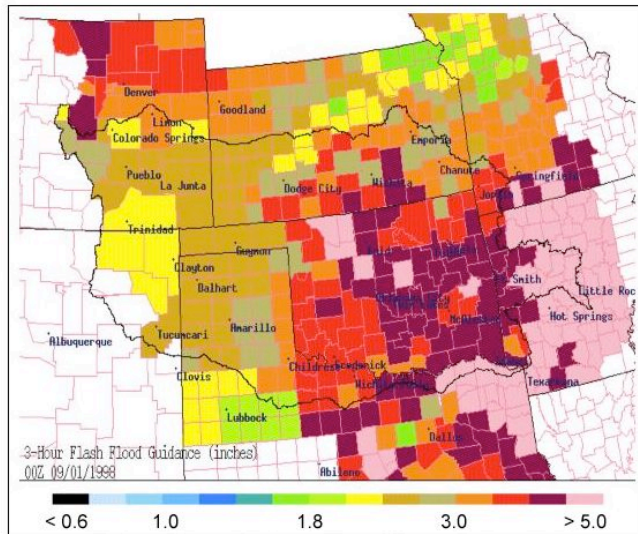 Denver
Goodland
Limon
Colorado Springs
Emporia
Pueblo
La Junta
Dodge City
Wichita
Chanute
Springfield
Joplin
Trinidad
Guymon
Enid
Clayton
Dalhart
Ft Smith
Little Roc
Amarillo
McAlester
Hot Springs
Albuquerque
Tucumcari
Clovis
Childress
Frederick
Wichita Falls
Texarkana
Lubbock
Dallas
3-Hour Flash Flood Guidance (inches)
00Z 09/01/1998
Abilene
< 0.6 1.0 1.8 3.0 > 5.0